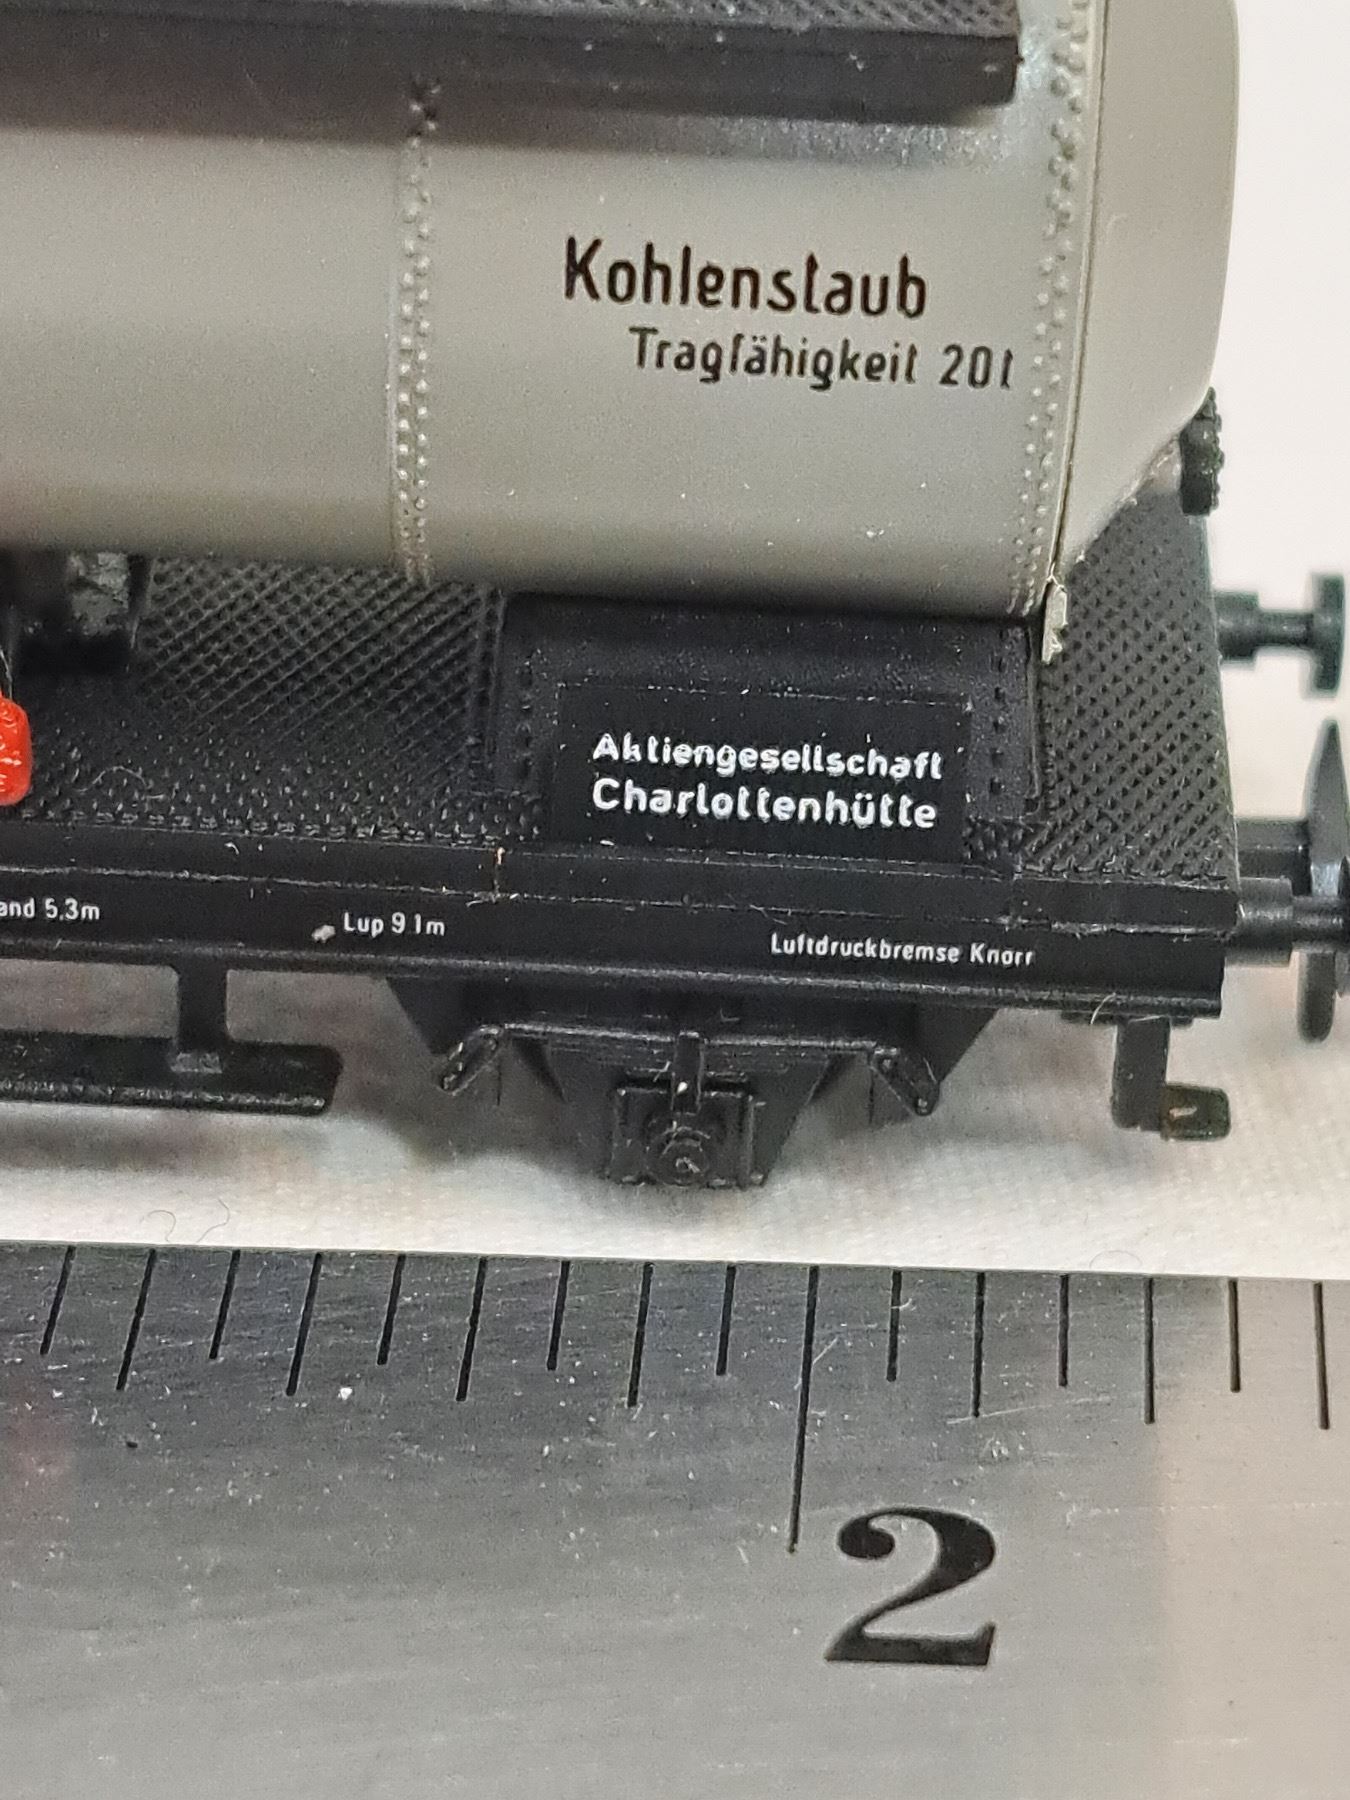 Kohlenstaub
Tragfähigkeit 20t
Aktiengesellschaft
Charlottenhütte
and 5.3m
Lup 9 1m
Luftdruckbremse Knorr
2